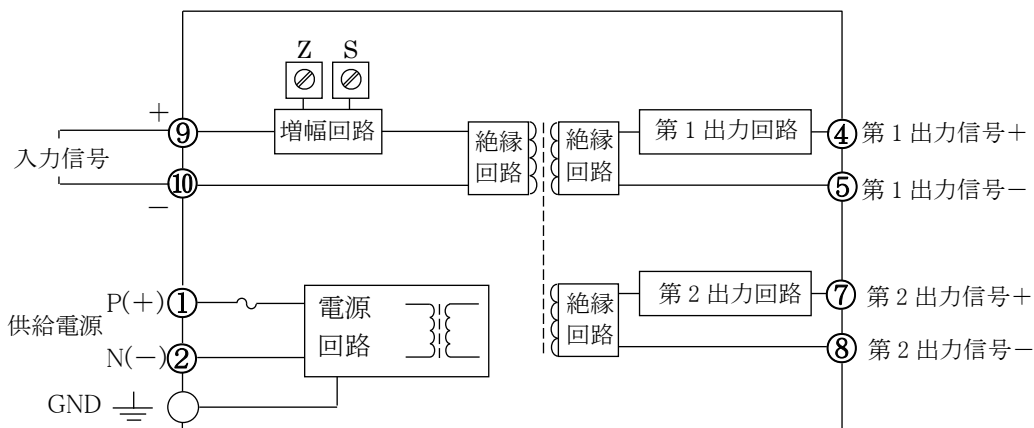 Z S
+
⑨ 増幅回路 絶縁 絶縁 第1出力回路 ④ 第1出力信号+
入力信号 回路 回路
⑩ ⑤ 第1出力信号−
−
P(+) ① 電源 絶縁 第2出力回路 ⑦ 第2出力信号+
供給電源 回路 回路
N(−) ② ⑧ 第2出力信号−
GND